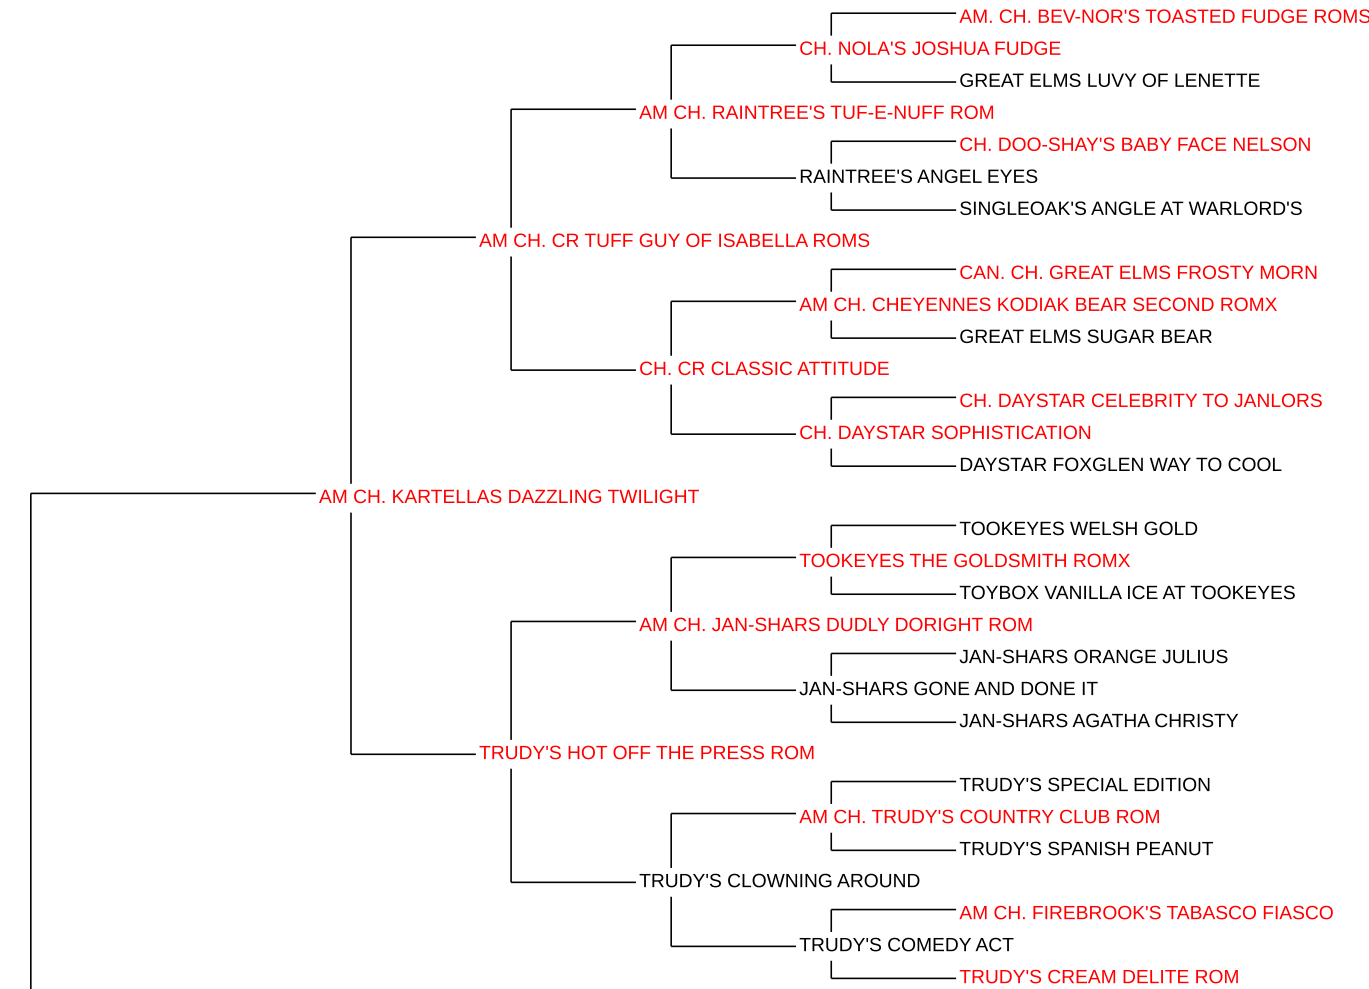 AM. CH. BEV-NOR'S TOASTED FUDGE ROMS
CH. NOLA'S JOSHUA FUDGE
GREAT ELMS LUVY OF LENETTE
AM CH. RAINTREE'S TUF-E-NUFF ROM
CH. DOO-SHAY'S BABY FACE NELSON
RAINTREE'S ANGEL EYES
SINGLEOAK'S ANGLE AT WARLORD'S
AM CH. CR TUFF GUY OF ISABELLA ROMS
CAN. CH. GREAT ELMS FROSTY MORN
AM CH. CHEYENNES KODIAK BEAR SECOND ROMX
GREAT ELMS SUGAR BEAR
CH. CR CLASSIC ATTITUDE
CH. DAYSTAR CELEBRITY TO JANLORS
CH. DAYSTAR SOPHISTICATION
DAYSTAR FOXGLEN WAY TO COOL
AM CH. KARTELLAS DAZZLING TWILIGHT
TOOKEYES WELSH GOLD
TOOKEYES THE GOLDSMITH ROMX
TOYBOX VANILLA ICE AT TOOKEYES
AM CH. JAN-SHARS DUDLY DORIGHT ROM
JAN-SHARS ORANGE JULIUS
JAN-SHARS GONE AND DONE IT
JAN-SHARS AGATHA CHRISTY
TRUDY'S HOT OFF THE PRESS ROM
TRUDY'S SPECIAL EDITION
AM CH. TRUDY'S COUNTRY CLUB ROM
TRUDY'S SPANISH PEANUT
TRUDY'S CLOWNING AROUND
AM CH. FIREBROOK'S TABASCO FIASCO
TRUDY'S COMEDY ACT
TRUDY'S CREAM DELITE ROM